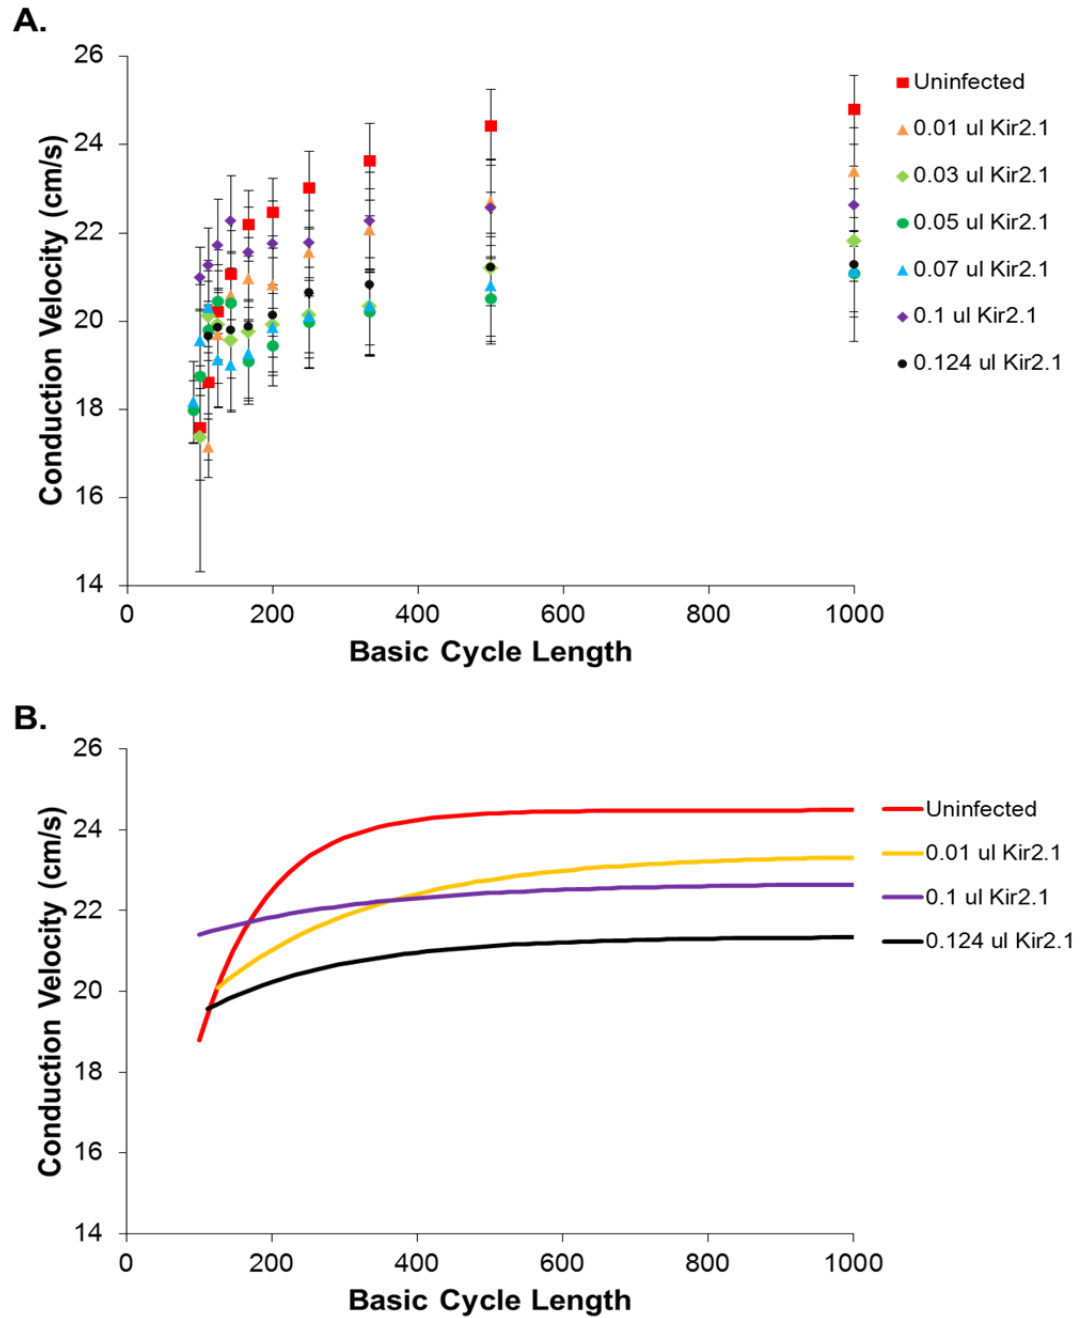 A.
26
24
22
20
18
16
14
0
200
400
600
800
1000
Conduction Velocity (cm/s)
Basic Cycle Length
Uninfected
0.01 ul Kir2.1
0.03 ul Kir2.1
0.05 ul Kir2.1
0.07 ul Kir2.1
0.1 ul Kir2.1
0.124 ul Kir2.1
B.
26
24
22
20
18
16
14
0
200
400
600
800
1000
Conduction Velocity (cm/s)
Basic Cycle Length
Uninfected
0.01 ul Kir2.1
0.1 ul Kir2.1
0.124 ul Kir2.1